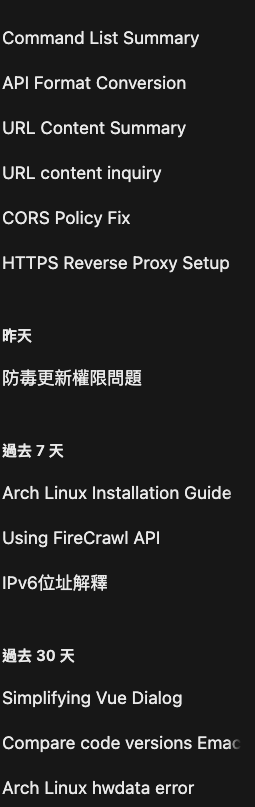 Command List Summary
API Format Conversion
URL Content Summary
URL content inquiry
CORS Policy Fix
HTTPS Reverse Proxy Setup
昨天
防毒更新權限問題
過去 7 天
Arch Linux Installation Guide
Using FireCrawl API
IPv6位址解釋
過去 30 天
Simplifying Vue Dialog
Compare code versions Emac
Arch Linux hwdata error